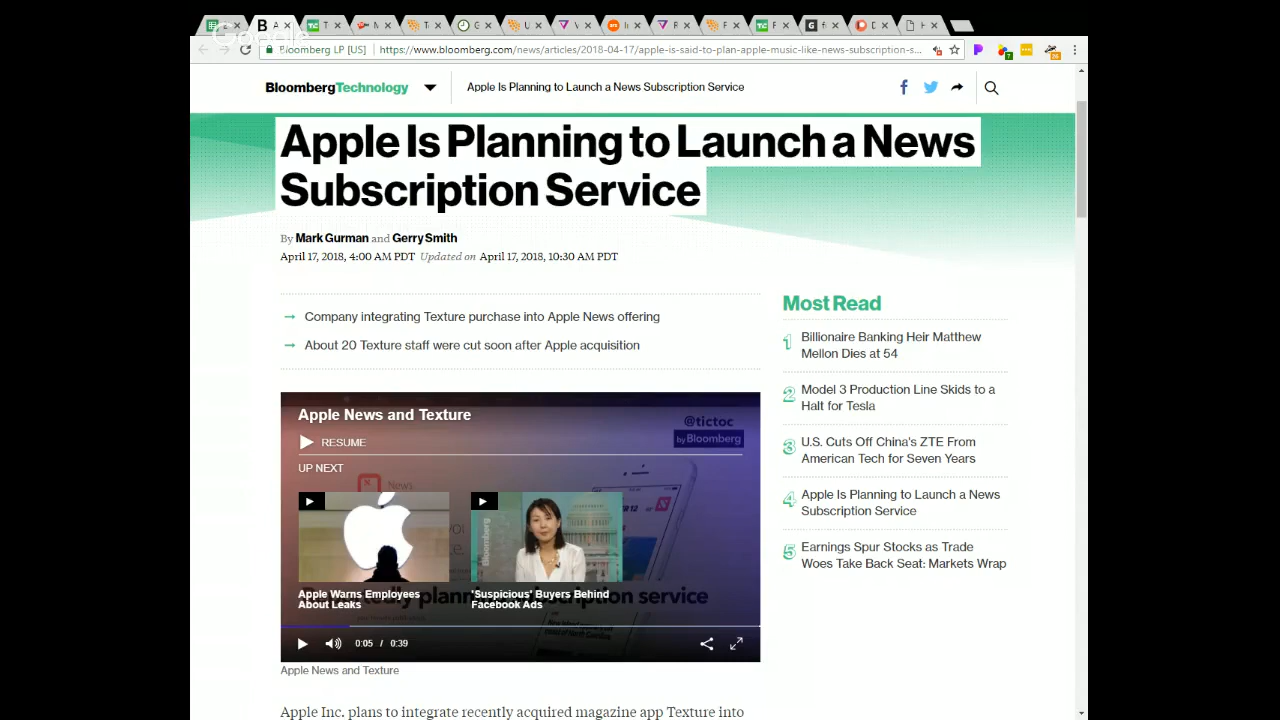 Google
Bloomberg LP [US]
https://www.bloomberg.com/news/articles/2018-04-17/apple-is-said-to-plan-apple-music-like-news-subscription-s...
BloombergTechnology
Apple Is Planning to Launch a News Subscription Service
Apple Is Planning to Launch a News
Subscription Service
By Mark Gurman and Gerry Smith
April 17, 2018, 4:00 AM PDT Updated on April 17, 2018, 10:30 AM PDT
→ Company integrating Texture purchase into Apple News offering
→ About 20 Texture staff were cut soon after Apple acquisition
Apple News and Texture
@tictoc
by Bloomberg
RESUME
UP NEXT
News
Bloomberg
Apple Warns Employees
About Leaks
'Suspicious' Buyers Behind
Facebook Ads
subscription service
0:05 / 0:39
Apple News and Texture
Apple Inc. plans to integrate recently acquired magazine app Texture into
Most Read
1 Billionaire Banking Heir Matthew
Mellon Dies at 54
2 Model 3 Production Line Skids to a
Halt for Tesla
3 U.S. Cuts Off China's ZTE From
American Tech for Seven Years
4 Apple Is Planning to Launch a News
Subscription Service
5 Earnings Spur Stocks as Trade
Woes Take Back Seat: Markets Wrap